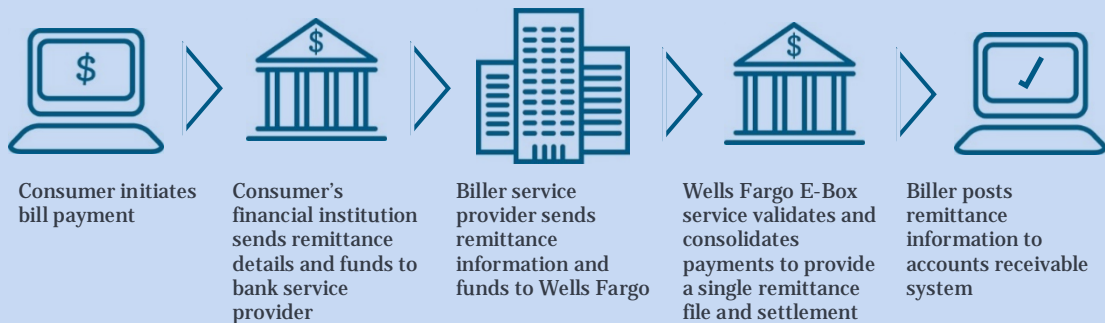 $
$
$
Consumer initiates
bill payment
Consumer's
financial institution
sends remittance
details and funds to
bank service
provider
Biller service
provider sends
remittance
information and
funds to Wells Fargo
Wells Fargo E-Box
service validates and
consolidates
payments to provide
a single remittance
file and settlement
Biller posts
remittance
information to
accounts receivable
system